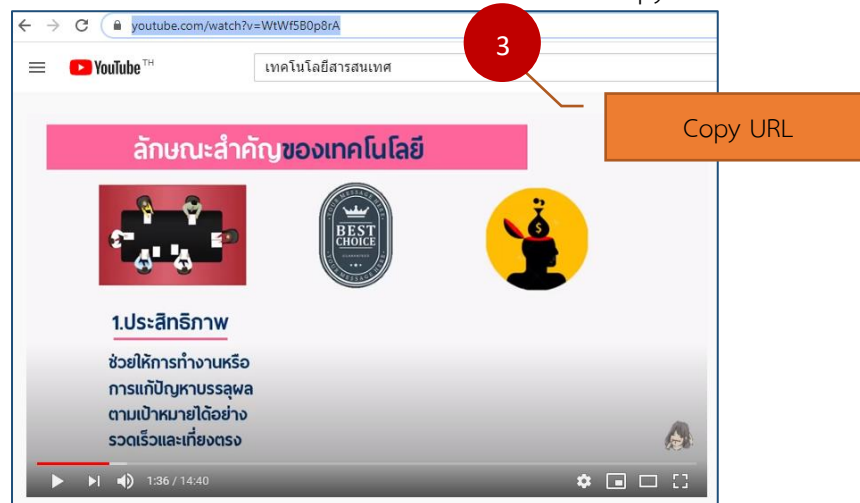 youtube.com/watch?v=WtWf5B0p8rA
3
YouTube TH
เทคโนโลยีสารสนเทศ
Copy URL
ลักษณะสำคัญของเทคโนโลยี
BEST
CHOICE
1.ประสิทธิภาพ
ช่วยให้การทำงานหรือ
การแก้ปัญหาบรรลุผล
ตามเป้าหมายได้อย่าง
รวดเร็วและเที่ยงตรง
1:36 / 14:40